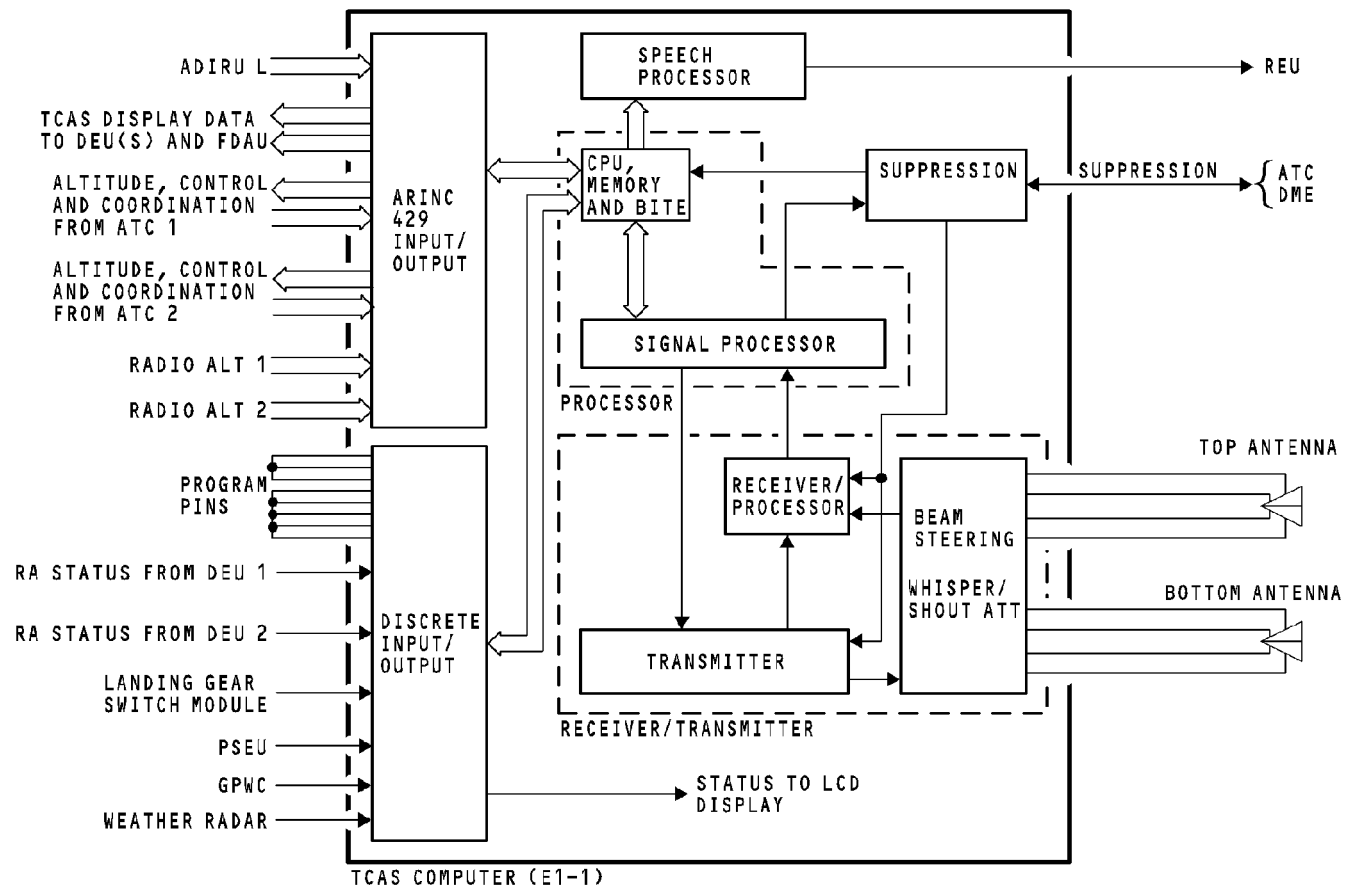 ADIRU L
TCAS DISPLAY DATA
TO DEU(S) AND FDAU
ALTITUDE, CONTROL
AND COORDINATION
FROM ATC 1
ALTITUDE, CONTROL
AND COORDINATION
FROM ATC 2
RADIO ALT 1
RADIO ALT 2
PROGRAM
PINS
RA STATUS FROM DEU 1
RA STATUS FROM DEU 2
LANDING GEAR
SWITCH MODULE
PSEU
GPWC
WEATHER RADAR
ARINC
429
INPUT/
OUTPUT
DISCRETE
INPUT/
OUTPUT
SPEECH
PROCESSOR
REU
CPU,
MEMORY
AND BITE
SUPPRESSION
SUPPRESSION
ATC
DME
SIGNAL PROCESSOR
PROCESSOR
RECEIVER/
PROCESSOR
BEAM
STEERING
WHISPER/
SHOUT ATT
TOP ANTENNA
BOTTOM ANTENNA
TRANSMITTER
RECEIVER/TRANSMITTER
STATUS TO LCD
DISPLAY
TCAS COMPUTER (E1-1)